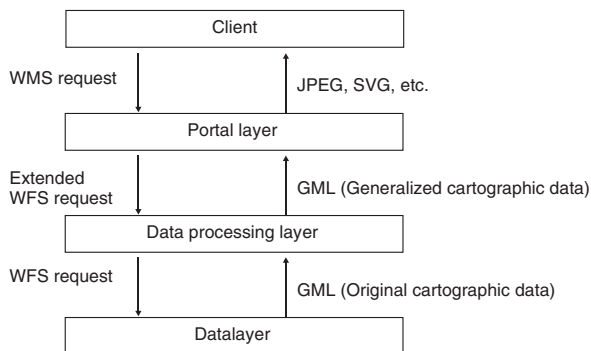 Client
WMS request
JPEG, SVG, etc.
Portal layer
Extended
WFS request
GML (Generalized cartographic data)
Data processing layer
WFS request
GML (Original cartographic data)
Datalayer